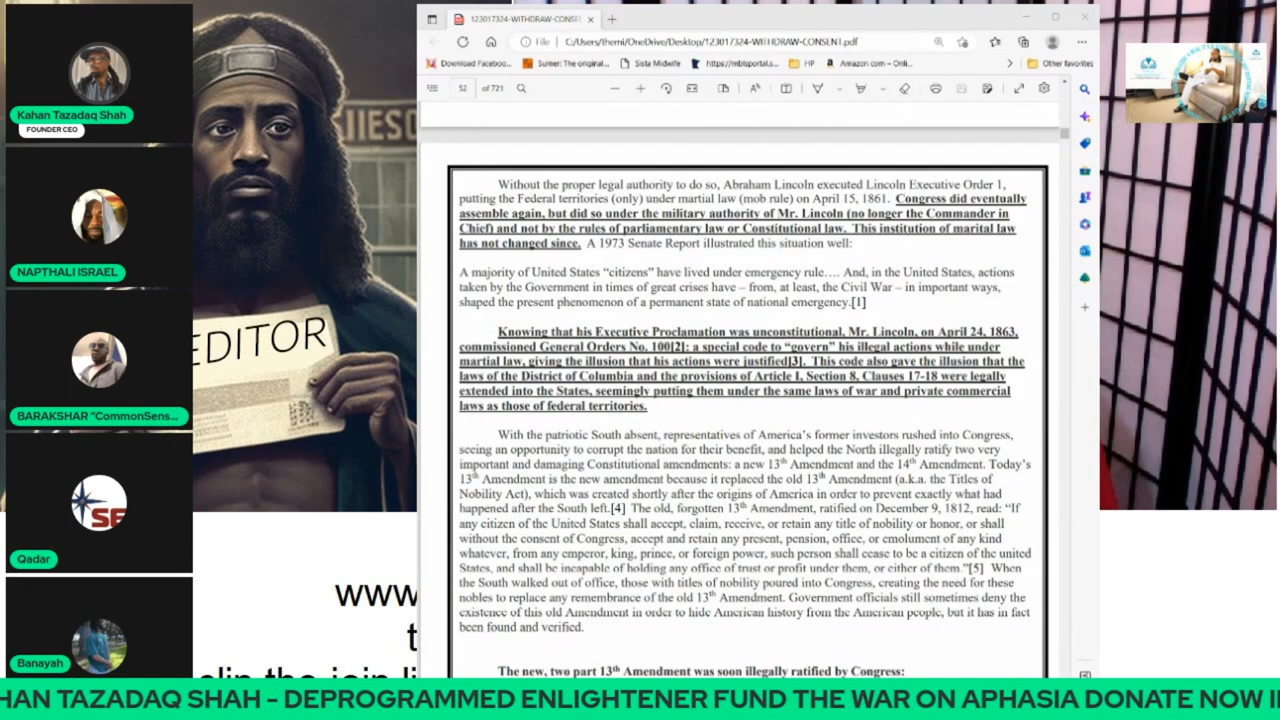 Kahan Tazadaq Shah
FOUNDER CEO
NAPTHALI ISRAEL
BARAKSHAR "CommonSens...
Qadar
SE
Banayah
EDITOR
www
123017324-WITHDRAW-CONSE
File
C:/Users/themi/OneDrive/Desktop/123017324-WITHDRAW-CONSENT.pdf
Download Faceboo...
Sumer: The original...
Sista Midwife
https://mblsportal.s...
HP
Amazon.com – Onli...
Other favorites
52 of 721
Without the proper legal authority to do so, Abraham Lincoln executed Lincoln Executive Order 1,
putting the Federal territories (only) under martial law (mob rule) on April 15, 1861. Congress did eventually
assemble again, but did so under the military authority of Mr. Lincoln (no longer the Commander in
Chief) and not by the rules of parliamentary law or Constitutional law. This institution of marital law
has not changed since. A 1973 Senate Report illustrated this situation well:
A majority of United States “citizens” have lived under emergency rule…. And, in the United States, actions
taken by the Government in times of great crises have – from, at least, the Civil War – in important ways,
shaped the present phenomenon of a permanent state of national emergency.[1]
Knowing that his Executive Proclamation was unconstitutional, Mr. Lincoln, on April 24, 1863,
commissioned General Orders No. 100[2]; a special code to “govern” his illegal actions while under
martial law, giving the illusion that his actions were justified[3]. This code also gave the illusion that the
laws of the District of Columbia and the provisions of Article I, Section 8, Clauses 17-18 were legally
extended into the States, seemingly putting them under the same laws of war and private commercial
laws as those of federal territories.
With the patriotic South absent, representatives of America’s former investors rushed into Congress,
seeing an opportunity to corrupt the nation for their benefit, and helped the North illegally ratify two very
important and damaging Constitutional amendments: a new 13th Amendment and the 14th Amendment. Today’s
13th Amendment is the new amendment because it replaced the old 13th Amendment (a.k.a. the Titles of
Nobility Act), which was created shortly after the origins of America in order to prevent exactly what had
happened after the South left.[4] The old, forgotten 13th Amendment, ratified on December 9, 1812, read: “If
any citizen of the United States shall accept, claim, receive, or retain any title of nobility or honor, or shall
without the consent of Congress, accept and retain any present, pension, office, or emolument of any kind
whatever, from any emperor, king, prince, or foreign power, such person shall cease to be a citizen of the united
States, and shall be incapable of holding any office of trust or profit under them, or either of them.”[5] When
the South walked out of office, those with titles of nobility poured into Congress, creating the need for these
nobles to replace any remembrance of the old 13th Amendment. Government officials still sometimes deny the
existence of this old Amendment in order to hide American history from the American people, but it has in fact
been found and verified.
The new, two part 13th Amendment was soon illegally ratified by Congress:
HAN TAZADAQ SHAH – DEPROGRAMMED ENLIGHTENER FUND THE WAR ON APHASIA DONATE NOW